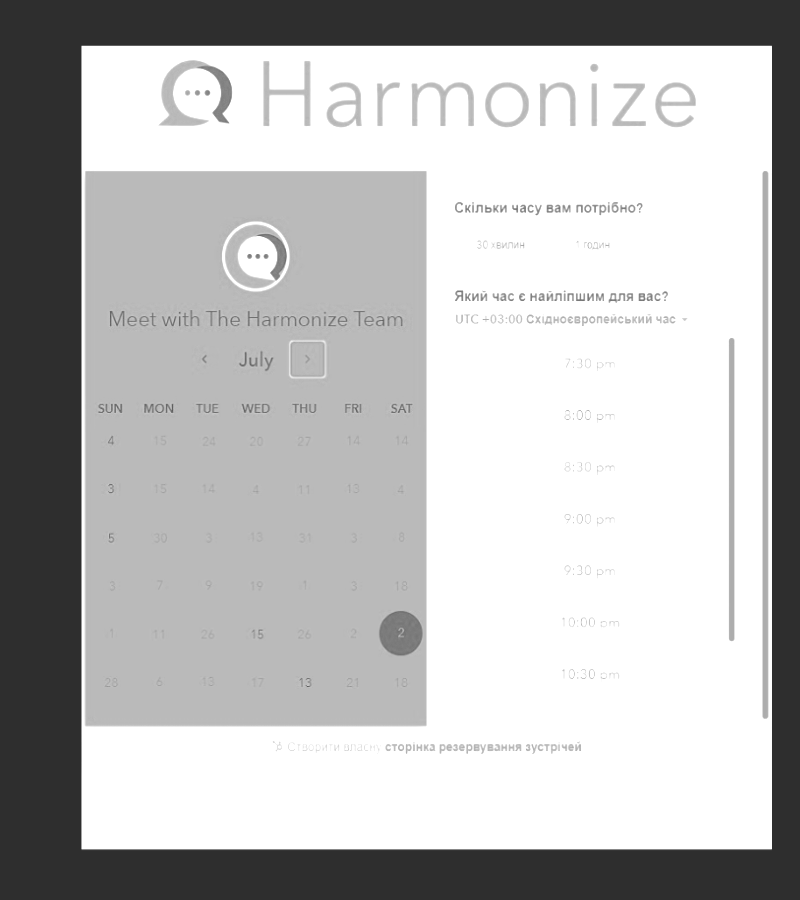 Harmonize
Meet with The Harmonize Team
July
SUN MON TUE WED THU FRI SAT
4 15 24 20 27 14 14
3 15 14 4 11 13 4
5 30 3 13 31 3 8
3 7 9 19 1 3 18
1 11 26 15 26 2 2
28 6 13 17 13 21 18
Скільки часу вам потрібно?
30 хвилин 1 годин
Який час є найліпшим для вас?
UTC +03:00 Східноєвропейський час
7:30 pm
8:00 pm
8:30 pm
9:00 pm
9:30 pm
10:00 pm
10:30 pm
Створити власну сторінка резервування зустрічей